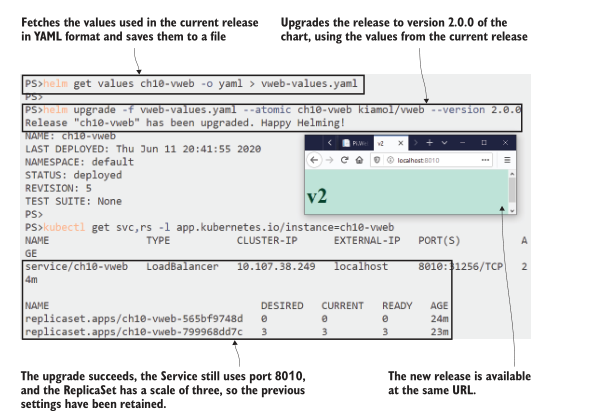 Fetches the values used in the current release
in YAML format and saves them to a file
Upgrades the release to version 2.0.0 of the
chart, using the values from the current release
PS>helm get values ch10-vweb -o yaml > vweb-values.yaml
PS>
PS>helm upgrade -f vweb-values.yaml --atomic ch10-vweb kiamol/vweb --version 2.0.0
Release "ch10-vweb" has been upgraded. Happy Helming!
NAME: ch10-vweb
LAST DEPLOYED: Thu Jun 11 20:41:55 2020
NAMESPACE: default
STATUS: deployed
REVISION: 5
TEST SUITE: None
PS>
v2
localhost:8010
v2
PS>kubectl get svc,rs -l app.kubernetes.io/instance=ch10-vweb
NAME TYPE CLUSTER-IP EXTERNAL-IP PORT(S) A
GE
service/ch10-vweb LoadBalancer 10.107.38.249 localhost 8010:31256/TCP 2
4m
NAME DESIRED CURRENT READY AGE
replicaset.apps/ch10-vweb-565bf9748d 0 0 0 24m
replicaset.apps/ch10-vweb-799968dd7c 3 3 3 23m
The upgrade succeeds, the Service still uses port 8010,
and the ReplicaSet has a scale of three, so the previous
settings have been retained.
The new release is available
at the same URL.